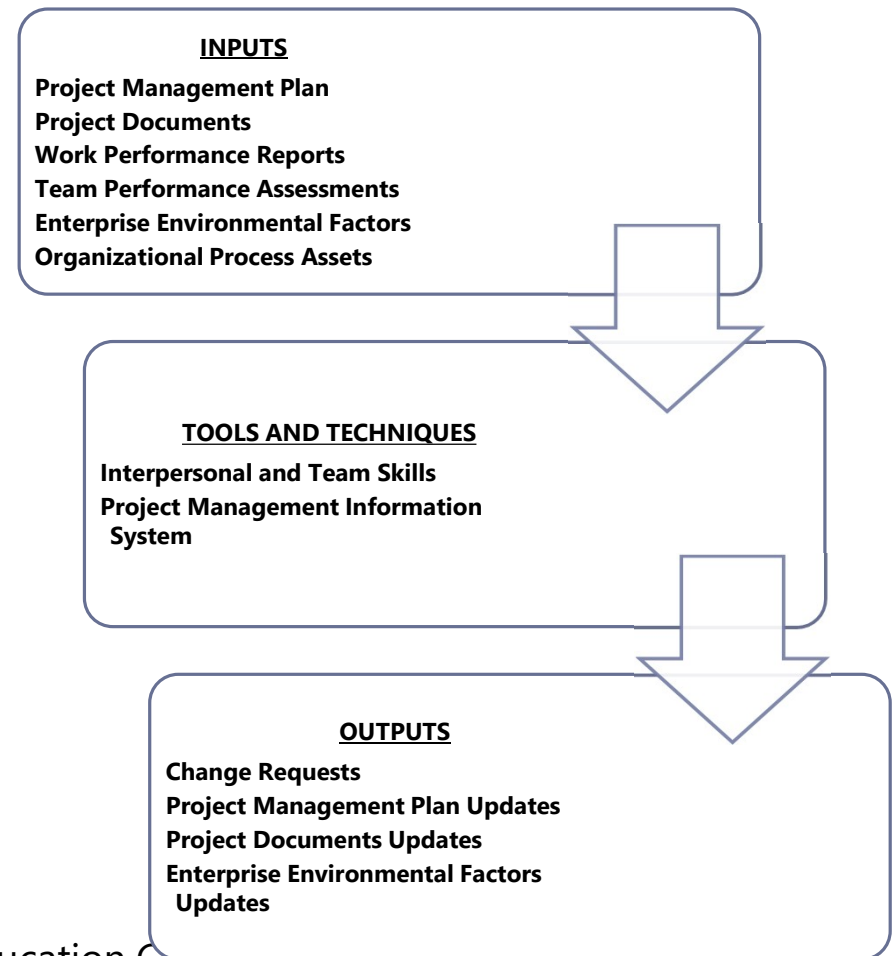 INPUTS
Project Management Plan
Project Documents
Work Performance Reports
Team Performance Assessments
Enterprise Environmental Factors
Organizational Process Assets
TOOLS AND TECHNIQUES
Interpersonal and Team Skills
Project Management Information
System
OUTPUTS
Change Requests
Project Management Plan Updates
Project Documents Updates
Enterprise Environmental Factors
Updates